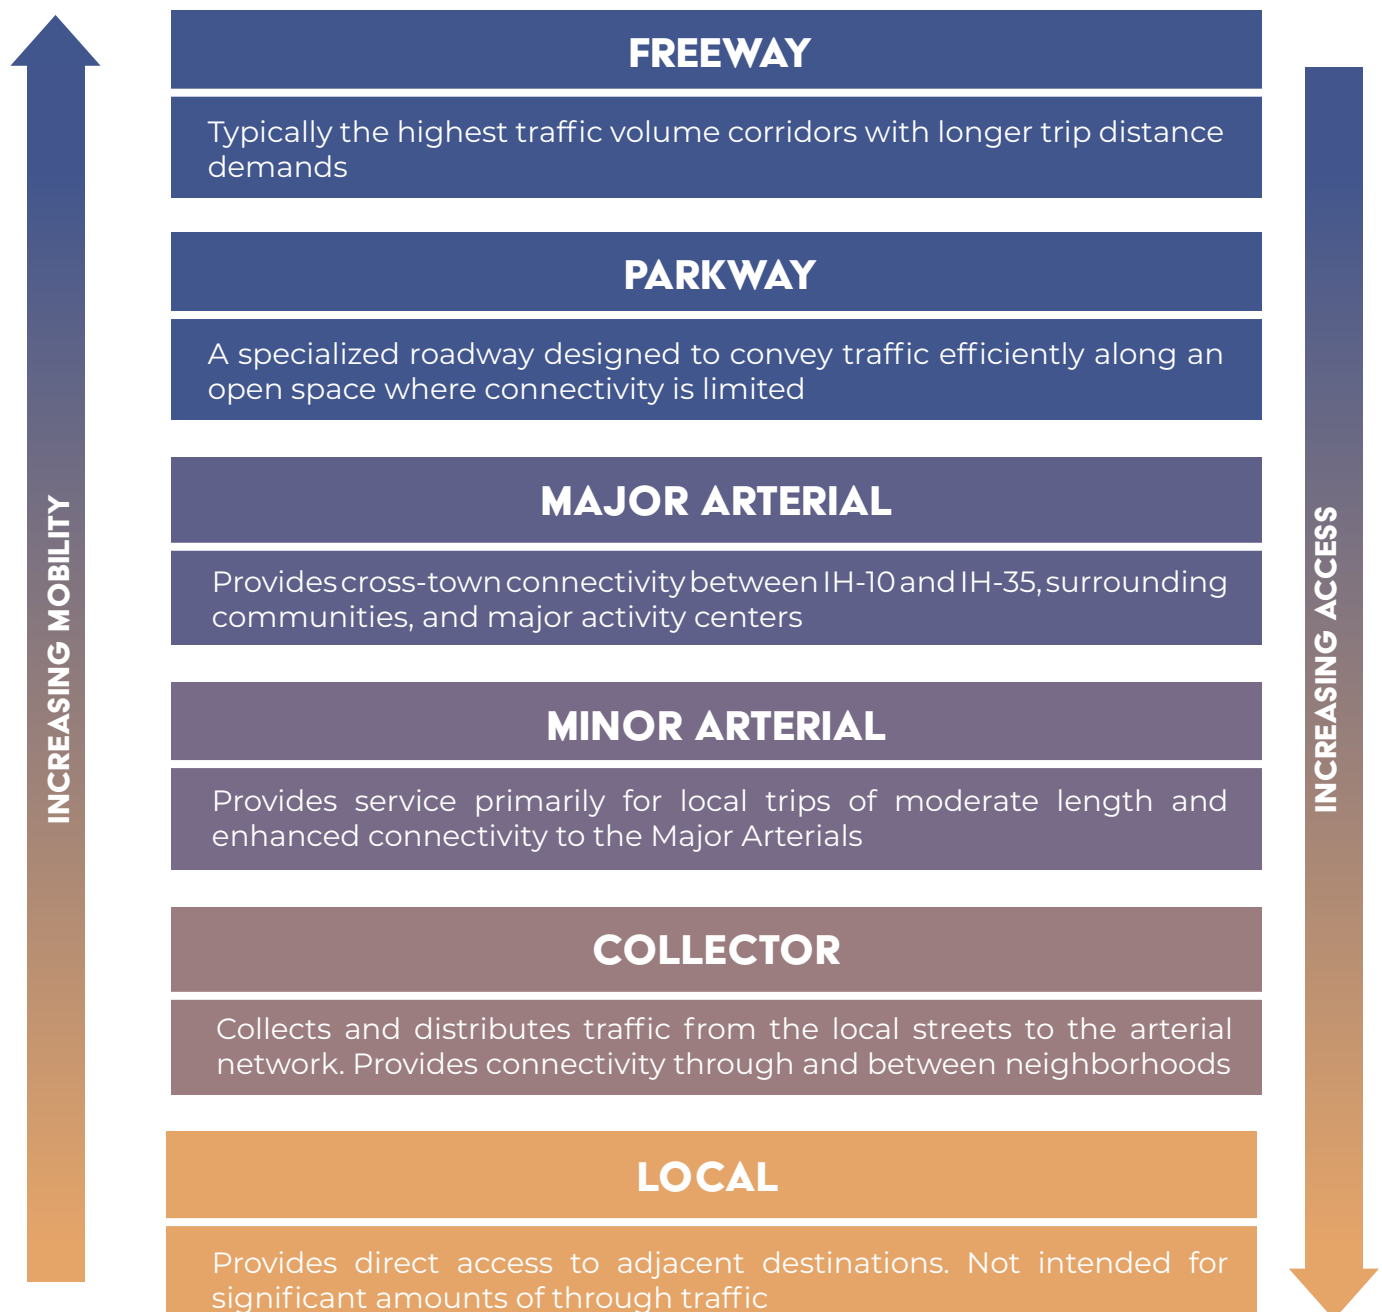 FREEWAY
Typically the highest traffic volume corridors with longer trip distance
demands
PARKWAY
A specialized roadway designed to convey traffic efficiently along an
open space where connectivity is limited
MAJOR ARTERIAL
Provides cross-town connectivity between IH-10 and IH-35, surrounding
communities, and major activity centers
MINOR ARTERIAL
Provides service primarily for local trips of moderate length and
enhanced connectivity to the Major Arterials
COLLECTOR
Collects and distributes traffic from the local streets to the arterial
network. Provides connectivity through and between neighborhoods
LOCAL
Provides direct access to adjacent destinations. Not intended for
significant amounts of through traffic
INCREASING MOBILITY
INCREASING ACCESS